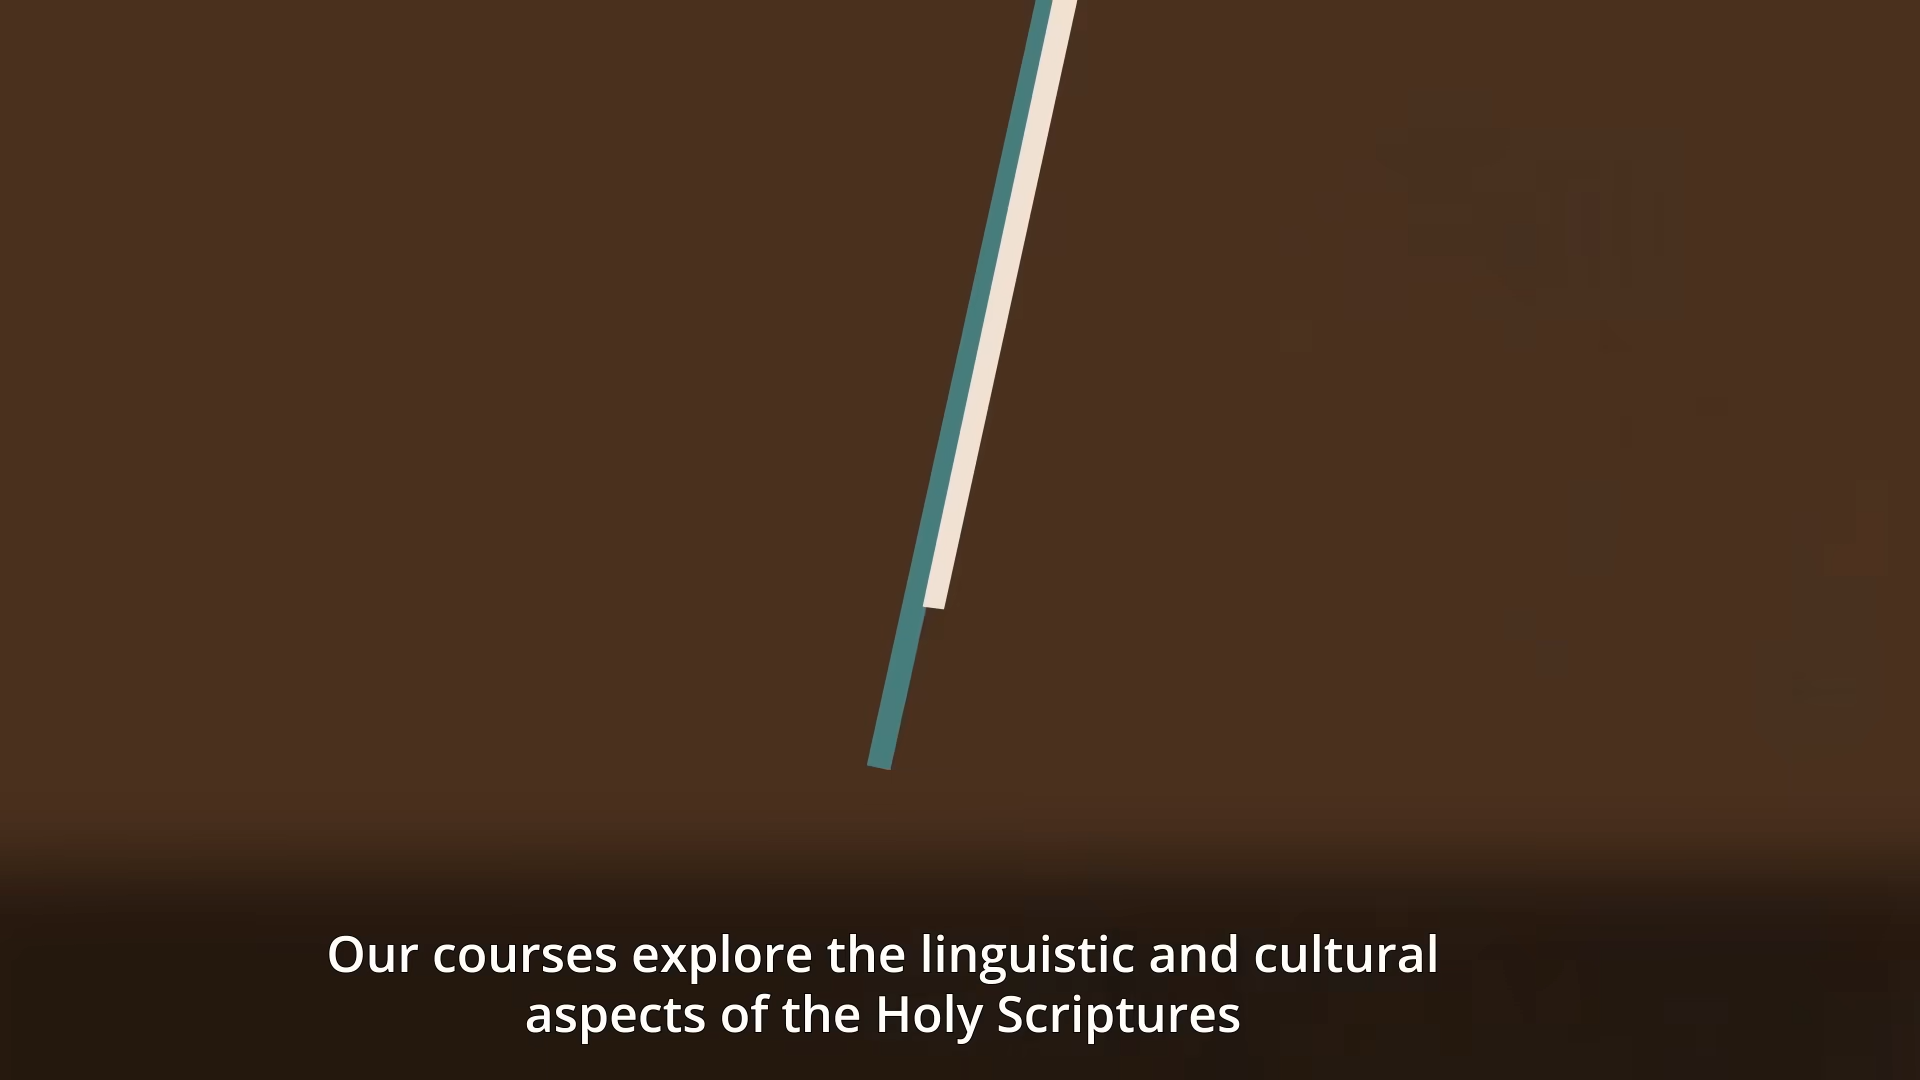 Our courses explore the linguistic and cultural
aspects of the Holy Scriptures